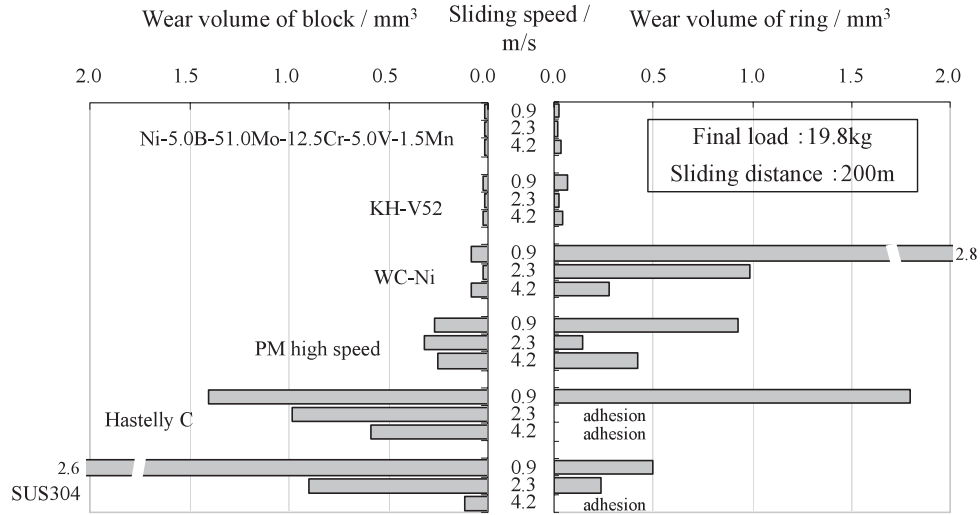 Wear volume of block / mm³ Sliding speed / Wear volume of ring / mm³
m/s
2.0 1.5 1.0 0.5 0.0 0.0 0.5 1.0 1.5 2.0
0.9
Ni-5.0B-51.0Mo-12.5Cr-5.0V-1.5Mn 2.3
4.2
Final load : 19.8kg
Sliding distance : 200m
0.9
KH-V52 2.3
4.2
0.9 2.8
WC-Ni 2.3
4.2
0.9
PM high speed 2.3
4.2
0.9
Hastelly C 2.3 adhesion
4.2 adhesion
2.6 0.9
SUS304 2.3
4.2 adhesion